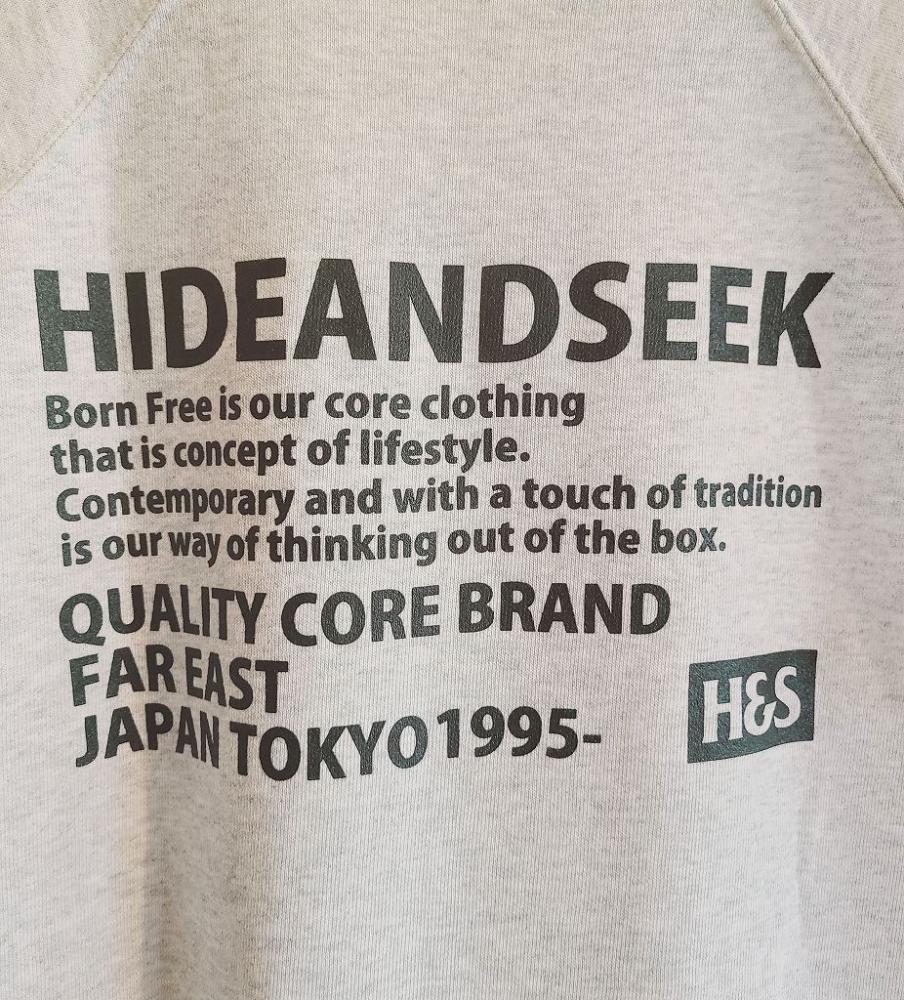 HIDEANDSEEK
Born Free is our core clothing
that is concept of lifestyle.
Contemporary and with a touch of tradition
is our way of thinking out of the box.
QUALITY CORE BRAND
FAR EAST
JAPAN TOKYO 1995-
H&S